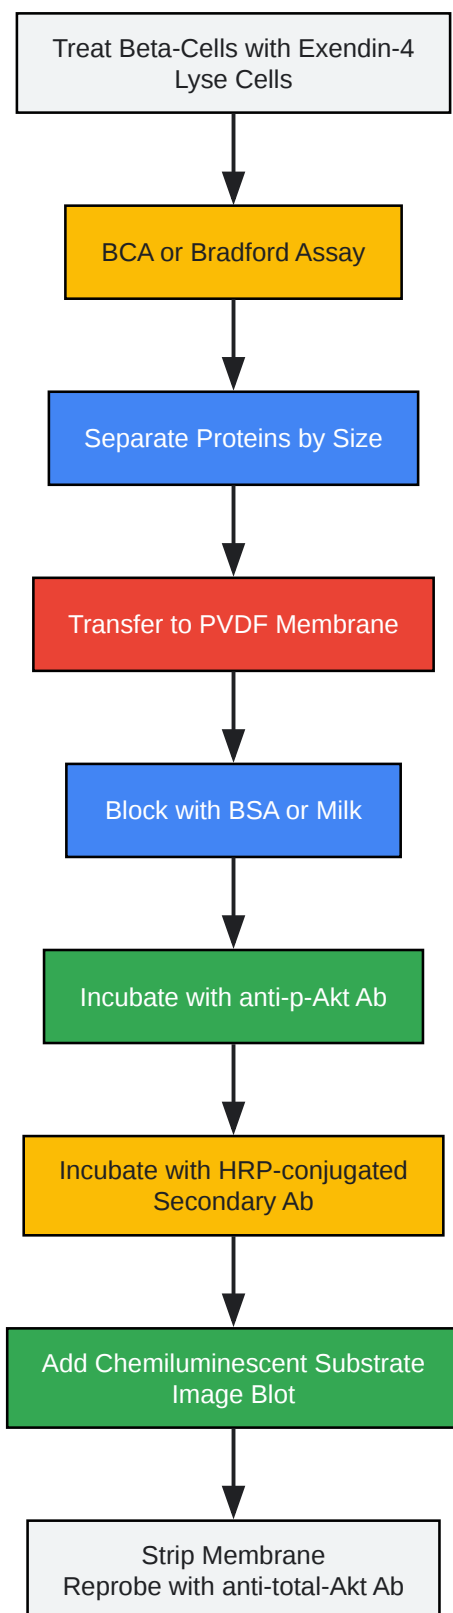 Treat Beta-Cells with Exendin-4
Lyse Cells
BCA or Bradford Assay
Separate Proteins by Size
Transfer to PVDF Membrane
Block with BSA or Milk
Incubate with anti-p-Akt Ab
Incubate with HRP-conjugated
Secondary Ab
Add Chemiluminescent Substrate
Image Blot
Strip Membrane
Reprobe with anti-total-Akt Ab